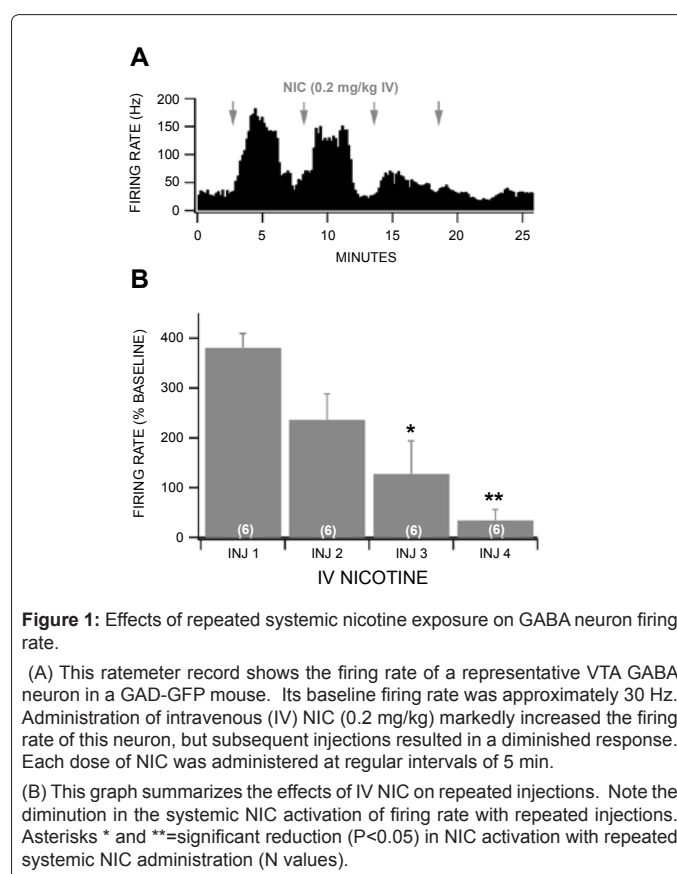 A
NIC (0.2 mg/kg IV)
FIRING RATE (Hz)
200
150
100
50
0
0 5 10 15 20 25
MINUTES
B
FIRING RATE (% BASELINE)
400
300
200
100
0
*
**
(6) (6) (6) (6)
INJ 1 INJ 2 INJ 3 INJ 4
IV NICOTINE
Figure 1: Effects of repeated systemic nicotine exposure on GABA neuron firing
rate.
(A) This ratemeter record shows the firing rate of a representative VTA GABA
neuron in a GAD-GFP mouse. Its baseline firing rate was approximately 30 Hz.
Administration of intravenous (IV) NIC (0.2 mg/kg) markedly increased the firing
rate of this neuron, but subsequent injections resulted in a diminished response.
Each dose of NIC was administered at regular intervals of 5 min.
(B) This graph summarizes the effects of IV NIC on repeated injections. Note the
diminution in the systemic NIC activation of firing rate with repeated injections.
Asterisks * and **=significant reduction (P<0.05) in NIC activation with repeated
systemic NIC administration (N values).